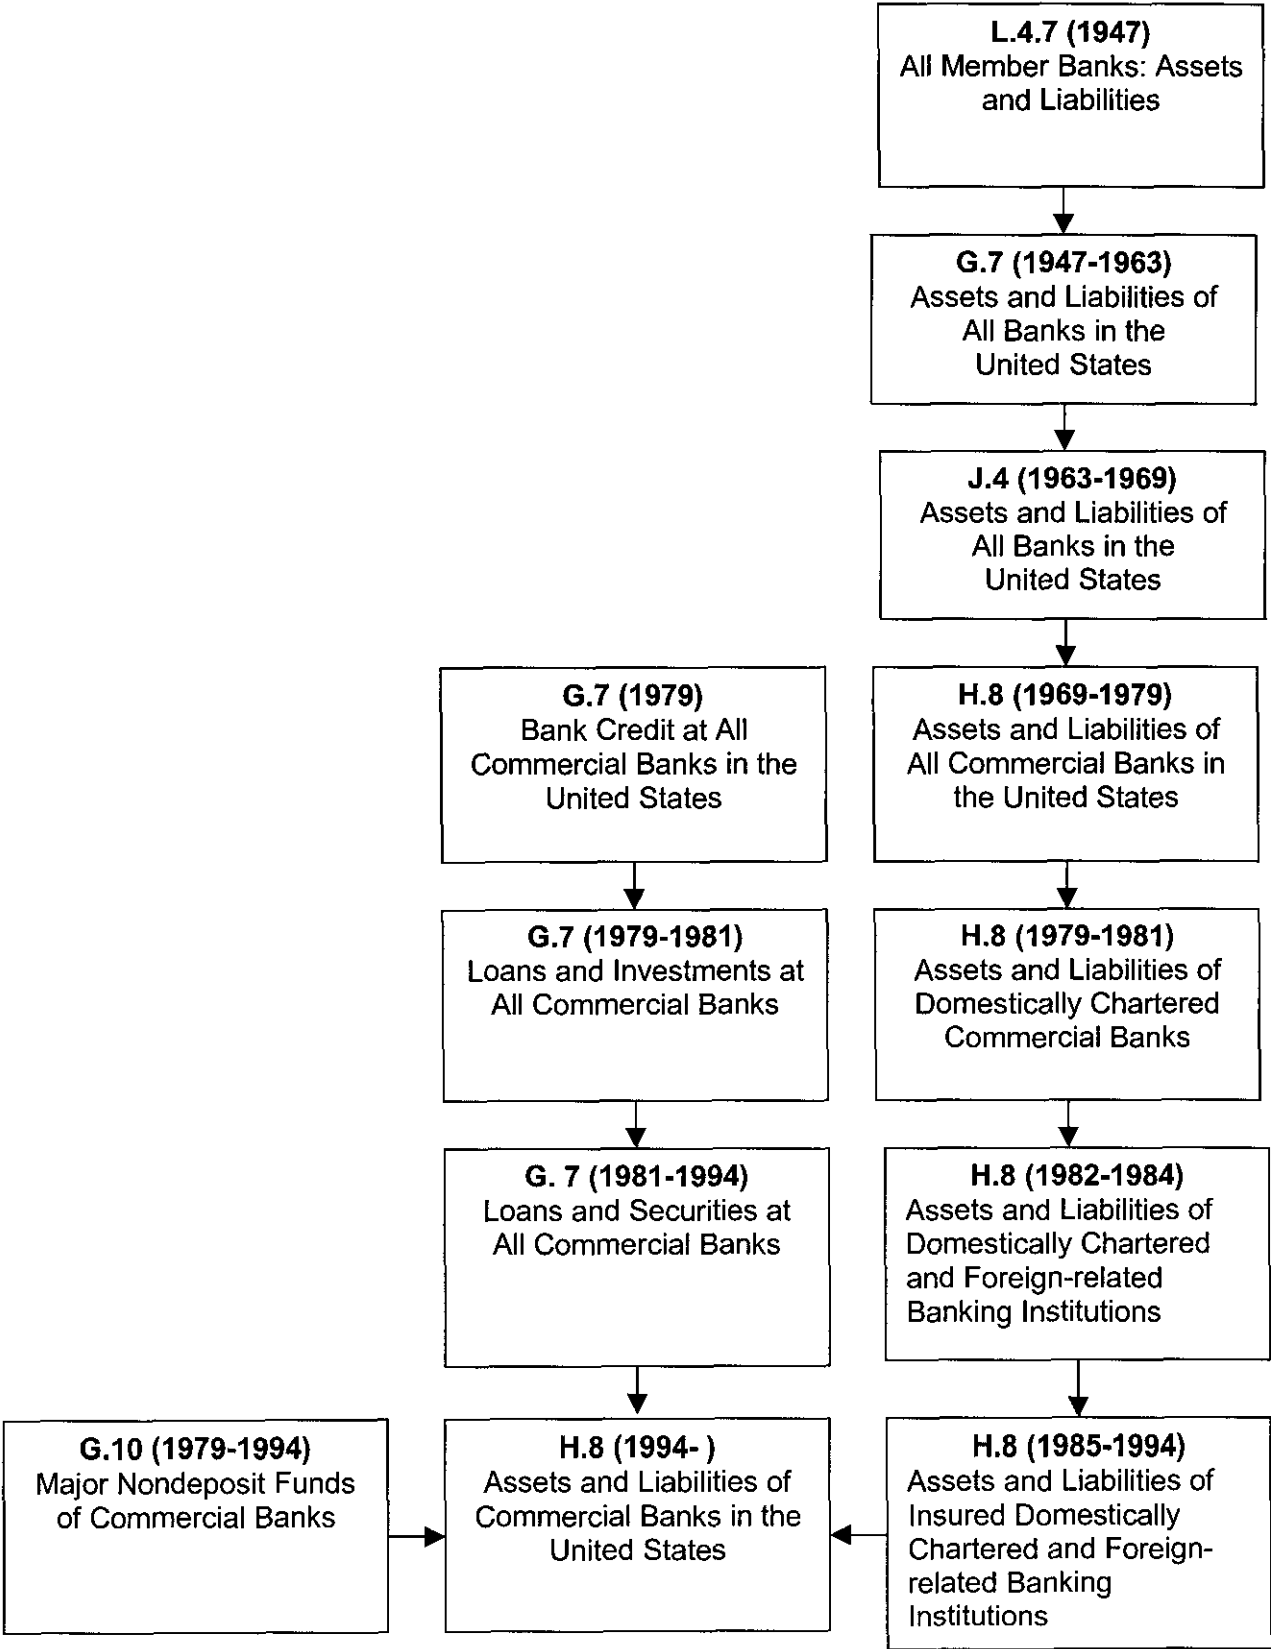 L.4.7 (1947)
All Member Banks: Assets
and Liabilities
G.7 (1947-1963)
Assets and Liabilities of
All Banks in the
United States
J.4 (1963-1969)
Assets and Liabilities of
All Banks in the
United States
G.7 (1979)
Bank Credit at All
Commercial Banks in the
United States
H.8 (1969-1979)
Assets and Liabilities of
All Commercial Banks in
the United States
G.7 (1979-1981)
Loans and Investments at
All Commercial Banks
H.8 (1979-1981)
Assets and Liabilities of
Domestically Chartered
Commercial Banks
G. 7 (1981-1994)
Loans and Securities at
All Commercial Banks
H.8 (1982-1984)
Assets and Liabilities of
Domestically Chartered
and Foreign-related
Banking Institutions
G.10 (1979-1994)
Major Nondeposit Funds
of Commercial Banks
H.8 (1994- )
Assets and Liabilities of
Commercial Banks in the
United States
H.8 (1985-1994)
Assets and Liabilities of
Insured Domestically
Chartered and Foreign-
related Banking
Institutions